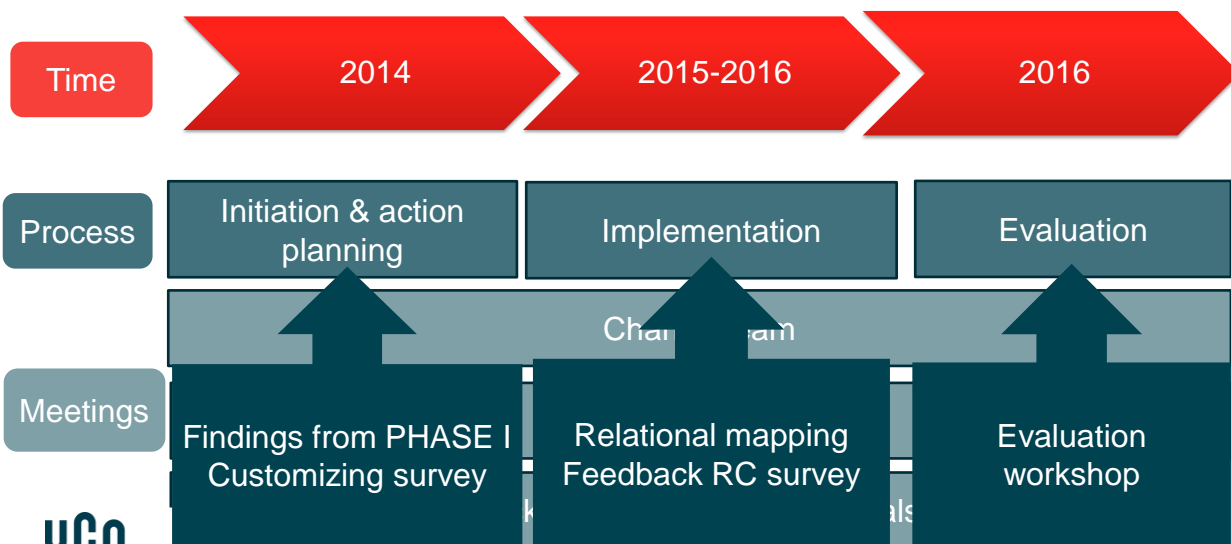 Time
2014
2015-2016
2016
Process
Initiation & action
planning
Implementation
Evaluation
Meetings
Findings from PHASE I
Customizing survey
Relational mapping
Feedback RC survey
Evaluation
workshop